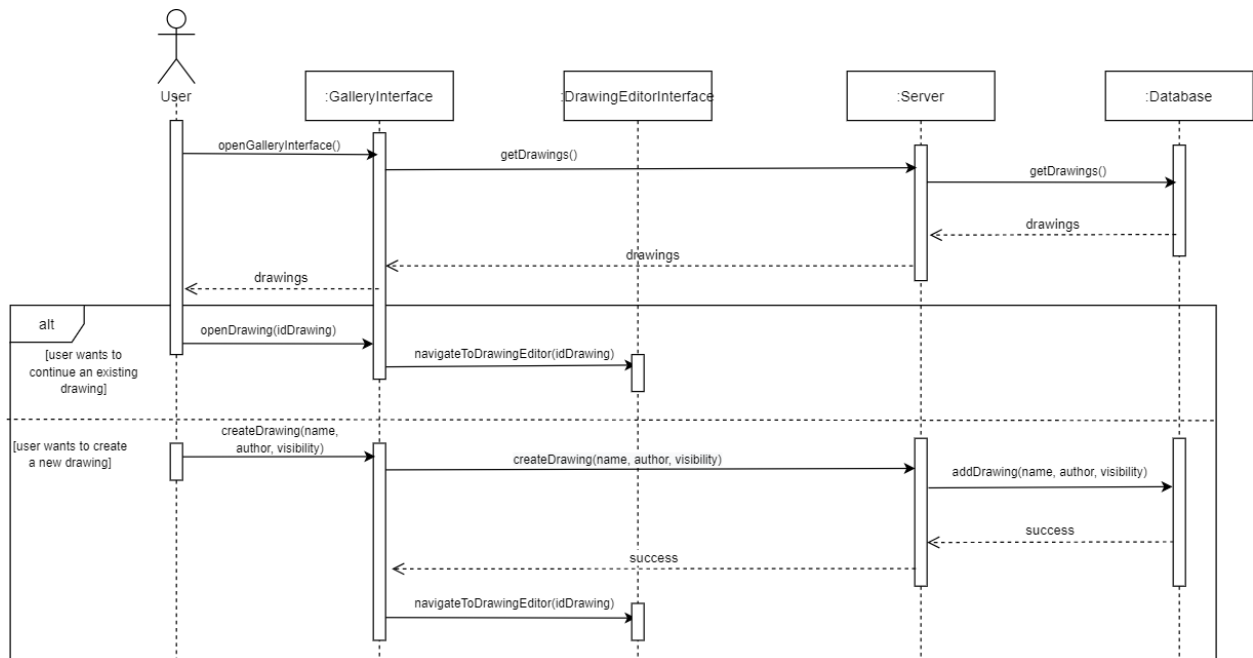 User
:GalleryInterface
:DrawingEditorInterface
:Server
:Database
openGalleryInterface()
getDrawings()
getDrawings()
drawings
drawings
drawings
alt
openDrawing(idDrawing)
[user wants to
continue an existing
drawing]
navigateToDrawingEditor(idDrawing)
[user wants to create
a new drawing]
createDrawing(name,
author, visibility)
createDrawing(name, author, visibility)
addDrawing(name, author, visibility)
success
success
navigateToDrawingEditor(idDrawing)